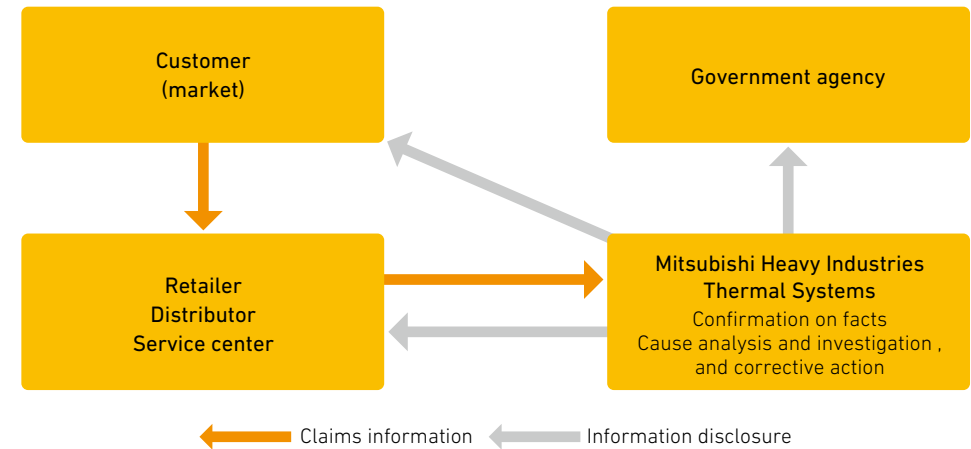 Customer
(market)
Government agency
Retailer
Distributor
Service center
Mitsubishi Heavy Industries
Thermal Systems
Confirmation on facts
Cause analysis and investigation ,
and corrective action
Claims information
Information disclosure